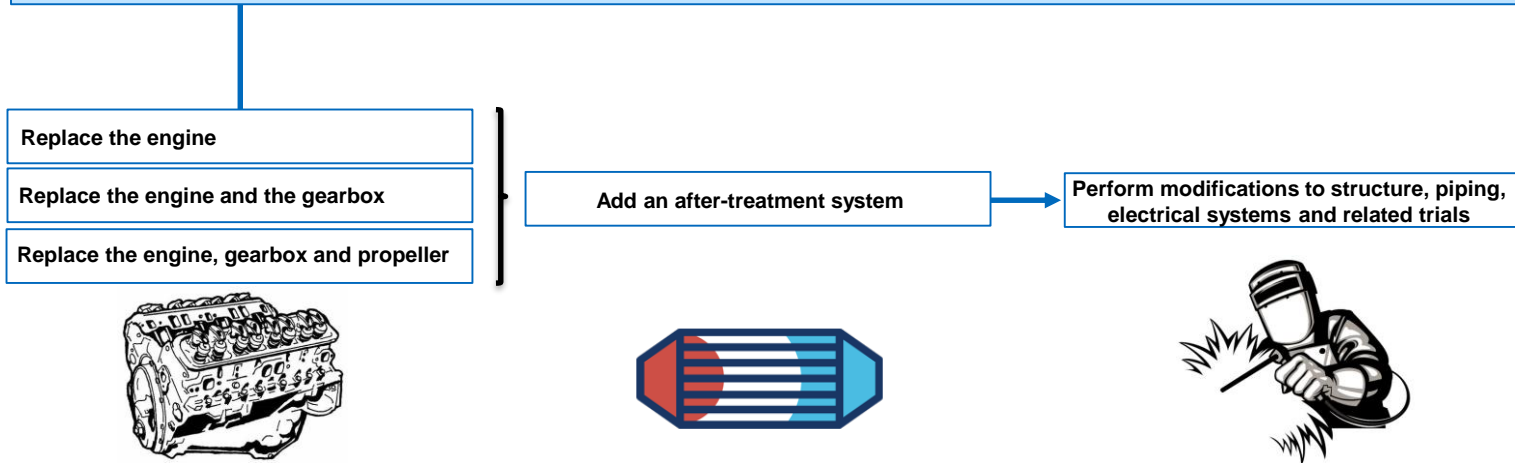 Replace the engine
Replace the engine and the gearbox
Replace the engine, gearbox and propeller
Add an after-treatment system
Perform modifications to structure, piping,
electrical systems and related trials